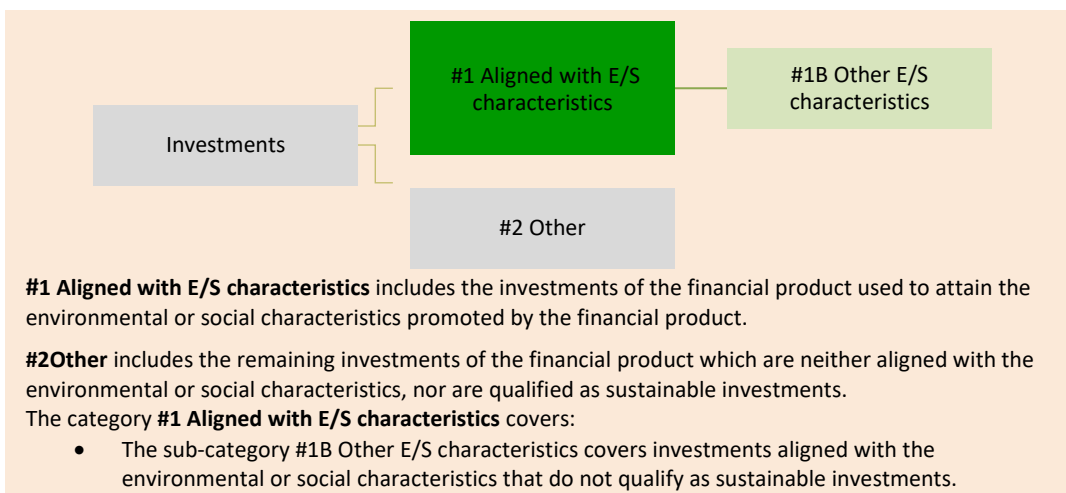 #1 Aligned with E/S
characteristics
#1B Other E/S
characteristics
Investments
#2 Other
#1 Aligned with E/S characteristics includes the investments of the financial product used to attain the
environmental or social characteristics promoted by the financial product.
#2Other includes the remaining investments of the financial product which are neither aligned with the
environmental or social characteristics, nor are qualified as sustainable investments.
The category #1 Aligned with E/S characteristics covers:
• The sub-category #1B Other E/S characteristics covers investments aligned with the
environmental or social characteristics that do not qualify as sustainable investments.